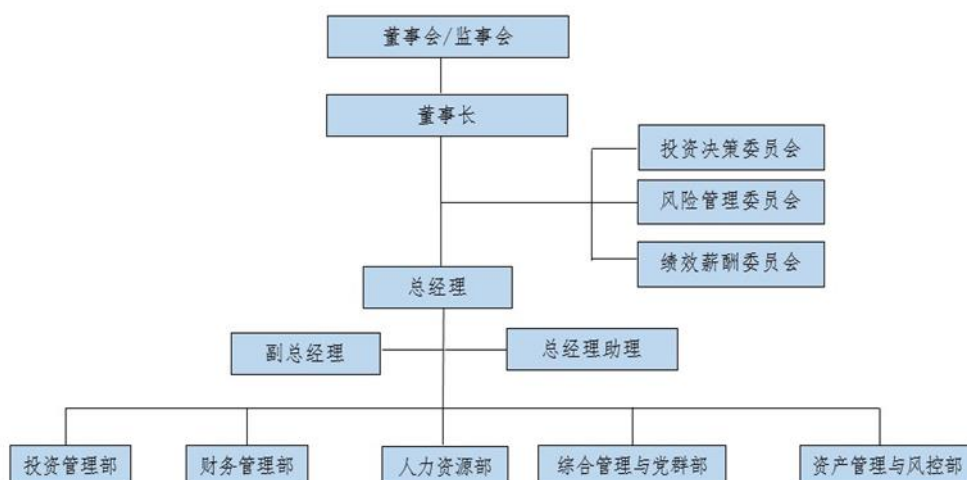 董事会/监事会
董事长
投资决策委员会
风险管理委员会
绩效薪酬委员会
总经理
副总经理
总经理助理
投资管理部
财务管理部
人力资源部
综合管理与党群部
资产管理与风控部